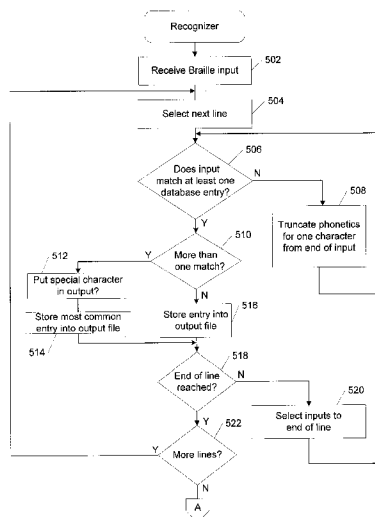 Recognizer
Receive Braille input
502
Select next line
504
Does input
match at least one
database entry?
506
N
Y
508
Truncate phonetics
for one character
from end of input
510
More than
one match?
Y
N
512
Put special character
in output?
Store most common
entry into output file
514
Store entry into
output file
516
518
End of line
reached?
N
Y
520
Select inputs to
end of line
522
More lines?
Y
N
A